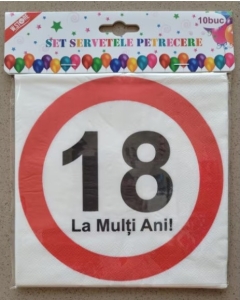 SET SERVETELE PETRECERE
10buc
18
La Mulți Ani!